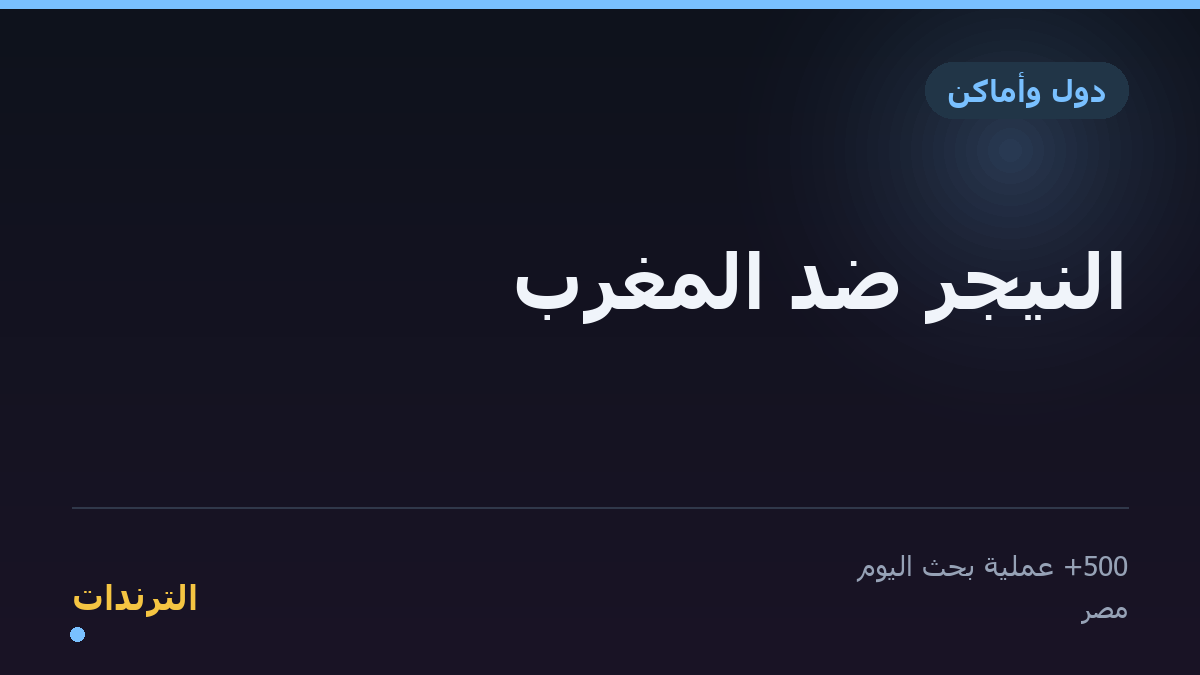 دول وأماكن
النيجر ضد المغرب
500+ عملية بحث اليوم
مصر
الترندات